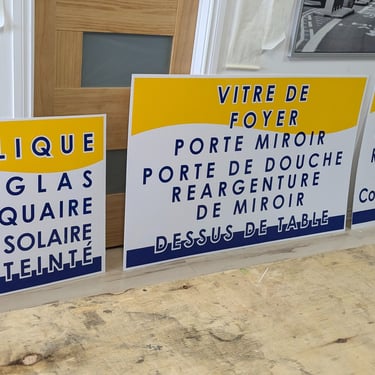 LIQUE
GLAS
QUAIRE
SOLAIRE
TEINTÉ
VITRE DE
FOYER
PORTE MIROIR
PORTE DE DOUCHE
REARGENTURE
DE MIROIR
DESSUS DE TABLE
Co